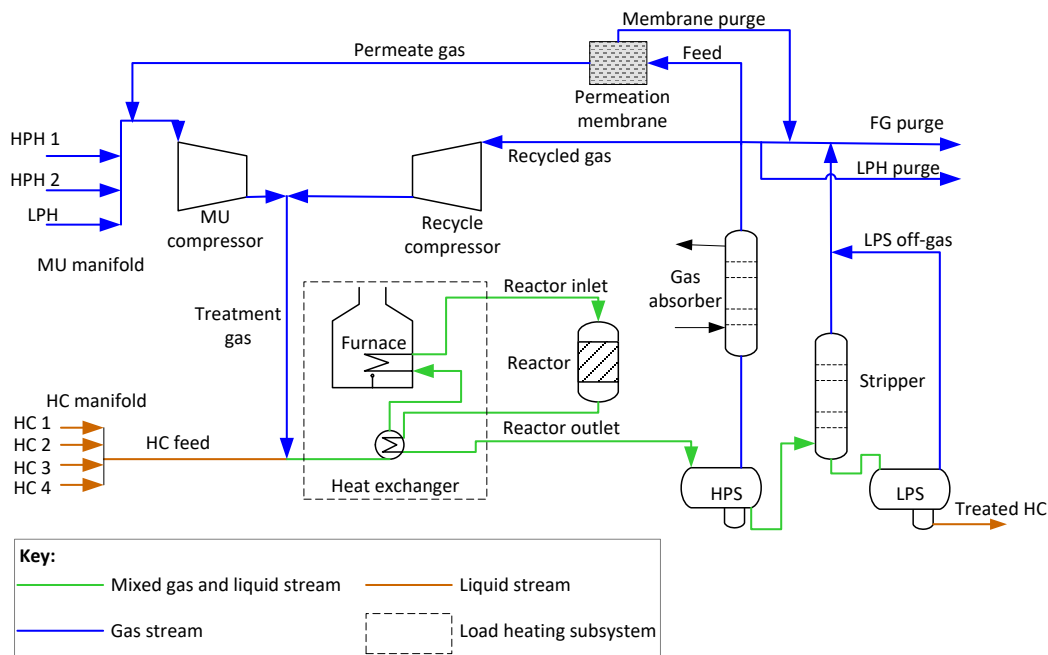 Membrane purge
Permeate gas
Feed
Permeation
membrane
FG purge
HPH 1
Recycled gas
LPH purge
HPH 2
LPH
MU
compressor
Recycle
compressor
MU manifold
LPS off-gas
Gas
absorber
Reactor inlet
Treatment
gas
Furnace
Reactor
Stripper
HC manifold
HC 1
HC 2
HC 3
HC 4
HC feed
Reactor outlet
Heat exchanger
HPS
LPS
Treated HC
Key:
Mixed gas and liquid stream
Liquid stream
Gas stream
Load heating subsystem